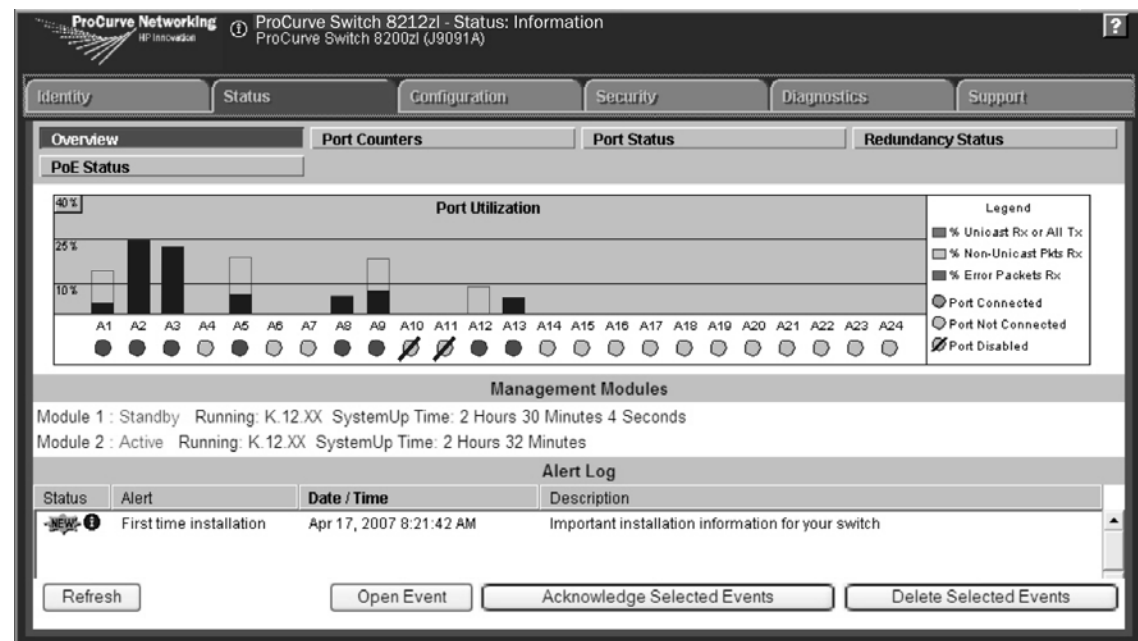 ProCurve Networking
HP Innovation
ProCurve Switch 8212zl - Status: Information
ProCurve Switch 8200zl (J9091A)
?
Identity Status Configuration Security Diagnostics Support
Overview Port Counters Port Status Redundancy Status
PoE Status
40 %
Port Utilization
25 %
10 %
A1 A2 A3 A4 A5 A6 A7 A8 A9 A10 A11 A12 A13 A14 A15 A16 A17 A18 A19 A20 A21 A22 A23 A24
Legend
% Unicast Rx or All Tx
% Non-Unicast Pkts Rx
% Error Packets Rx
Port Connected
Port Not Connected
Port Disabled
Management Modules
Module 1 : Standby Running: K.12.XX SystemUp Time: 2 Hours 30 Minutes 4 Seconds
Module 2 : Active Running: K.12.XX SystemUp Time: 2 Hours 32 Minutes
Alert Log
Status Alert Date / Time Description
NEW First time installation Apr 17, 2007 8:21:42 AM Important installation information for your switch
Refresh Open Event Acknowledge Selected Events Delete Selected Events